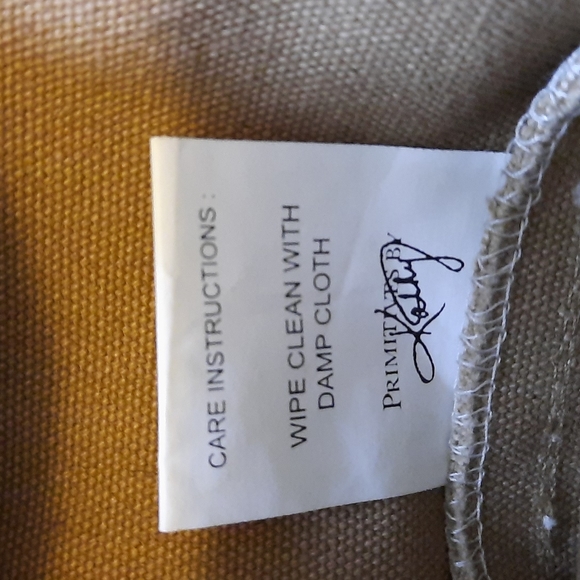 CARE INSTRUCTIONS :
WIPE CLEAN WITH
DAMP CLOTH
PRIMITIVES BY
Kathy